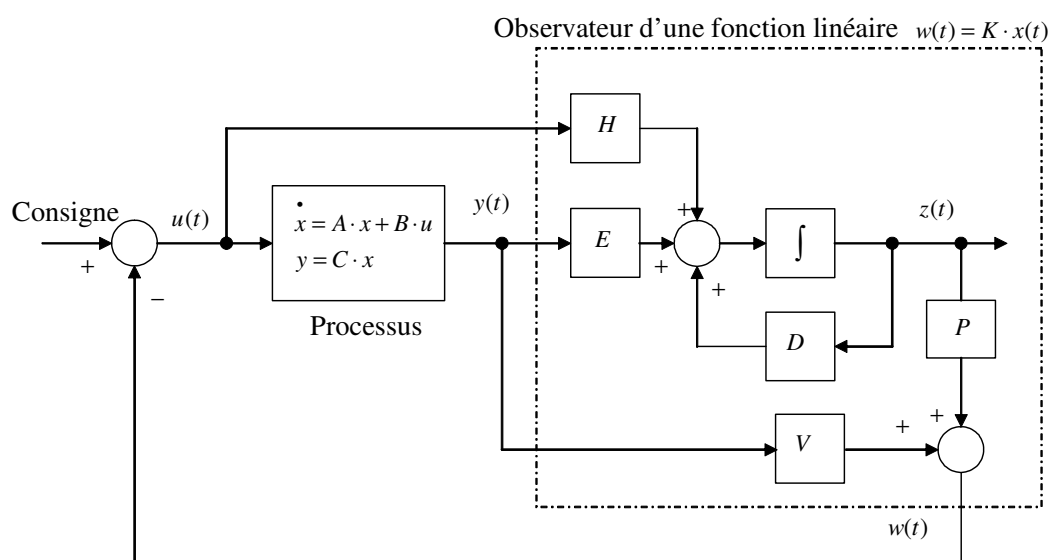 Observateur d’une fonction linéaire w(t) = K · x(t)
H
Consigne
u(t)
y(t)
z(t)
+
ẋ = A · x + B · u
y = C · x
E
+
+
∫
+
−
Processus
D
P
V
+
+
w(t)